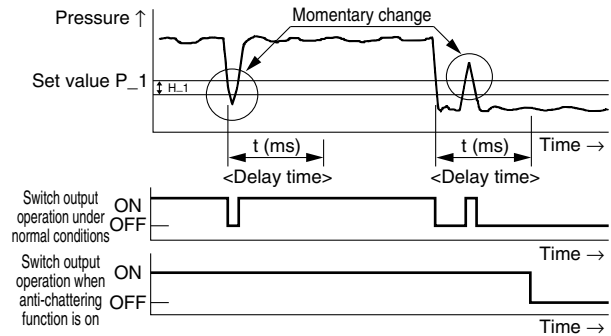 Pressure ↑
Momentary change
Set value P_1
H_1
t (ms)
t (ms)
Time →
<Delay time>
<Delay time>
Switch output
operation under
normal conditions
ON
OFF
Time →
Switch output
operation when
anti-chattering
function is on
ON
OFF
Time →